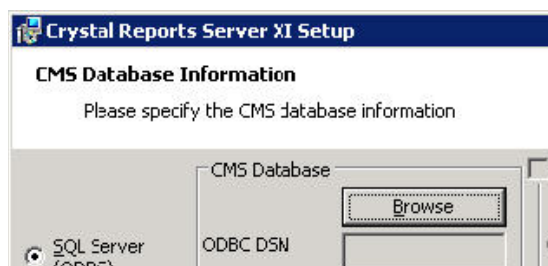 Crystal Reports Server XI Setup
CMS Database Information
Please specify the CMS database information
CMS Database
Browse
SQL Server
ODBC DSN
(ODBC)